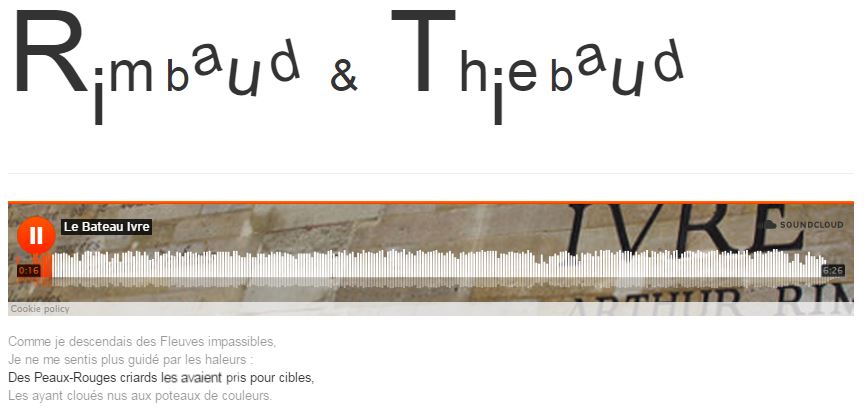 Rimbaud & Thiebaud
Le Bateau Ivre
IVRE
SOUNDCLOUD
0:16
6:26
ARTHUR RIM
Cookie policy
Comme je descendais des Fleuves impassibles,
Je ne me sentis plus guidé par les haleurs :
Des Peaux-Rouges criards les avaient pris pour cibles,
Les ayant cloués nus aux poteaux de couleurs.